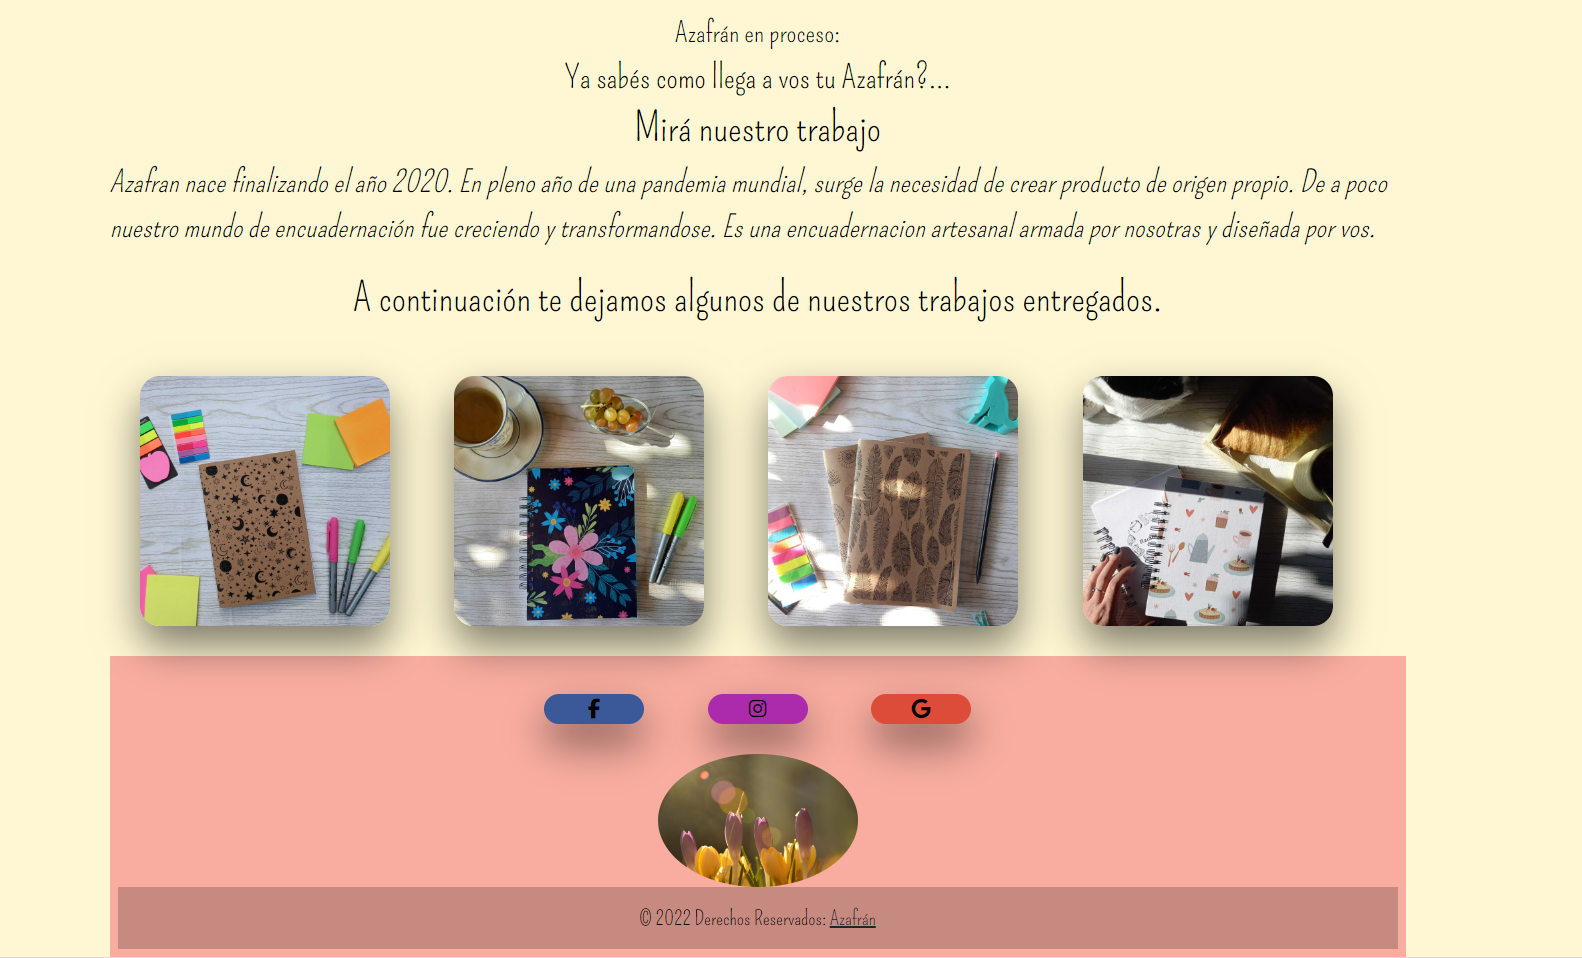 Azafrán en proceso:
Ya sabés como llega a vos tu Azafrán?...
Mirá nuestro trabajo
Azafran nace finalizando el año 2020. En pleno año de una pandemia mundial, surge la necesidad de crear producto de origen propio. De a poco
nuestro mundo de encuadernación fue creciendo y transformandose. Es una encuadernacion artesanal armada por nosotras y diseñada por vos.
A continuación te dejamos algunos de nuestros trabajos entregados.
© 2022 Derechos Reservados: Azafrán